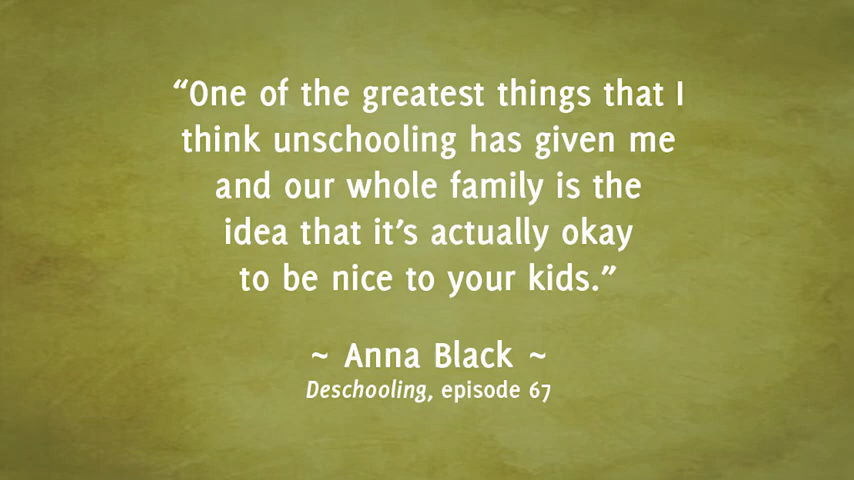 “One of the greatest things that I
think unschooling has given me
and our whole family is the
idea that it’s actually okay
to be nice to your kids.”
~ Anna Black ~
Deschooling, episode 67